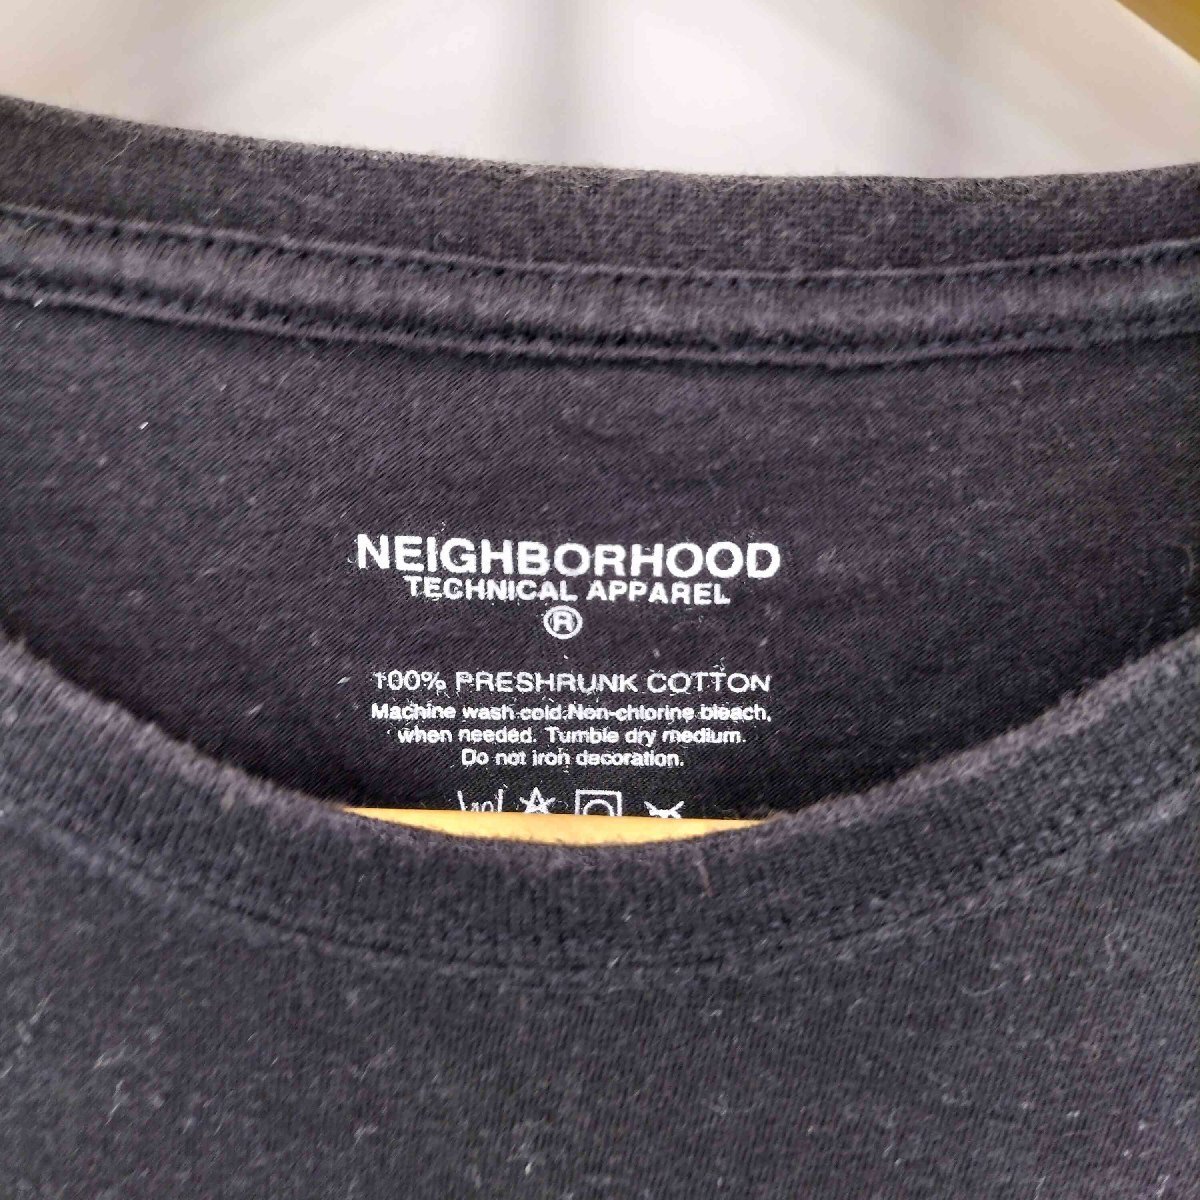 NEIGHBORHOOD
TECHNICAL APPAREL
®
100% PRESHRUNK COTTON
Machine wash cold.Non-chlorine bleach,
when needed. Tumble dry medium.
Do not iron decoration.